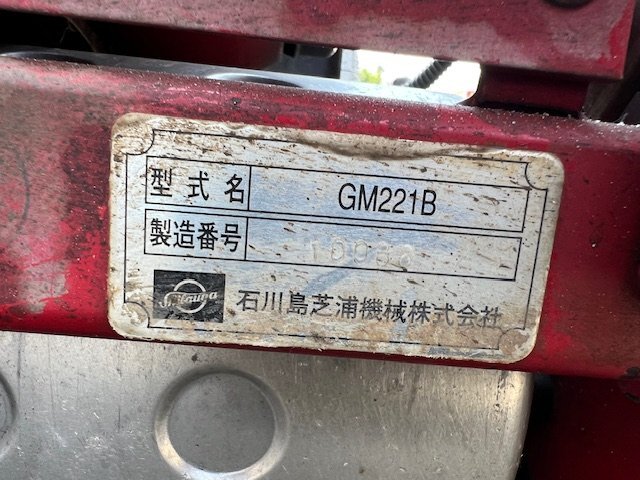 型式名 GM221B
製造番号
Shibaura
石川島芝浦機械株式会社